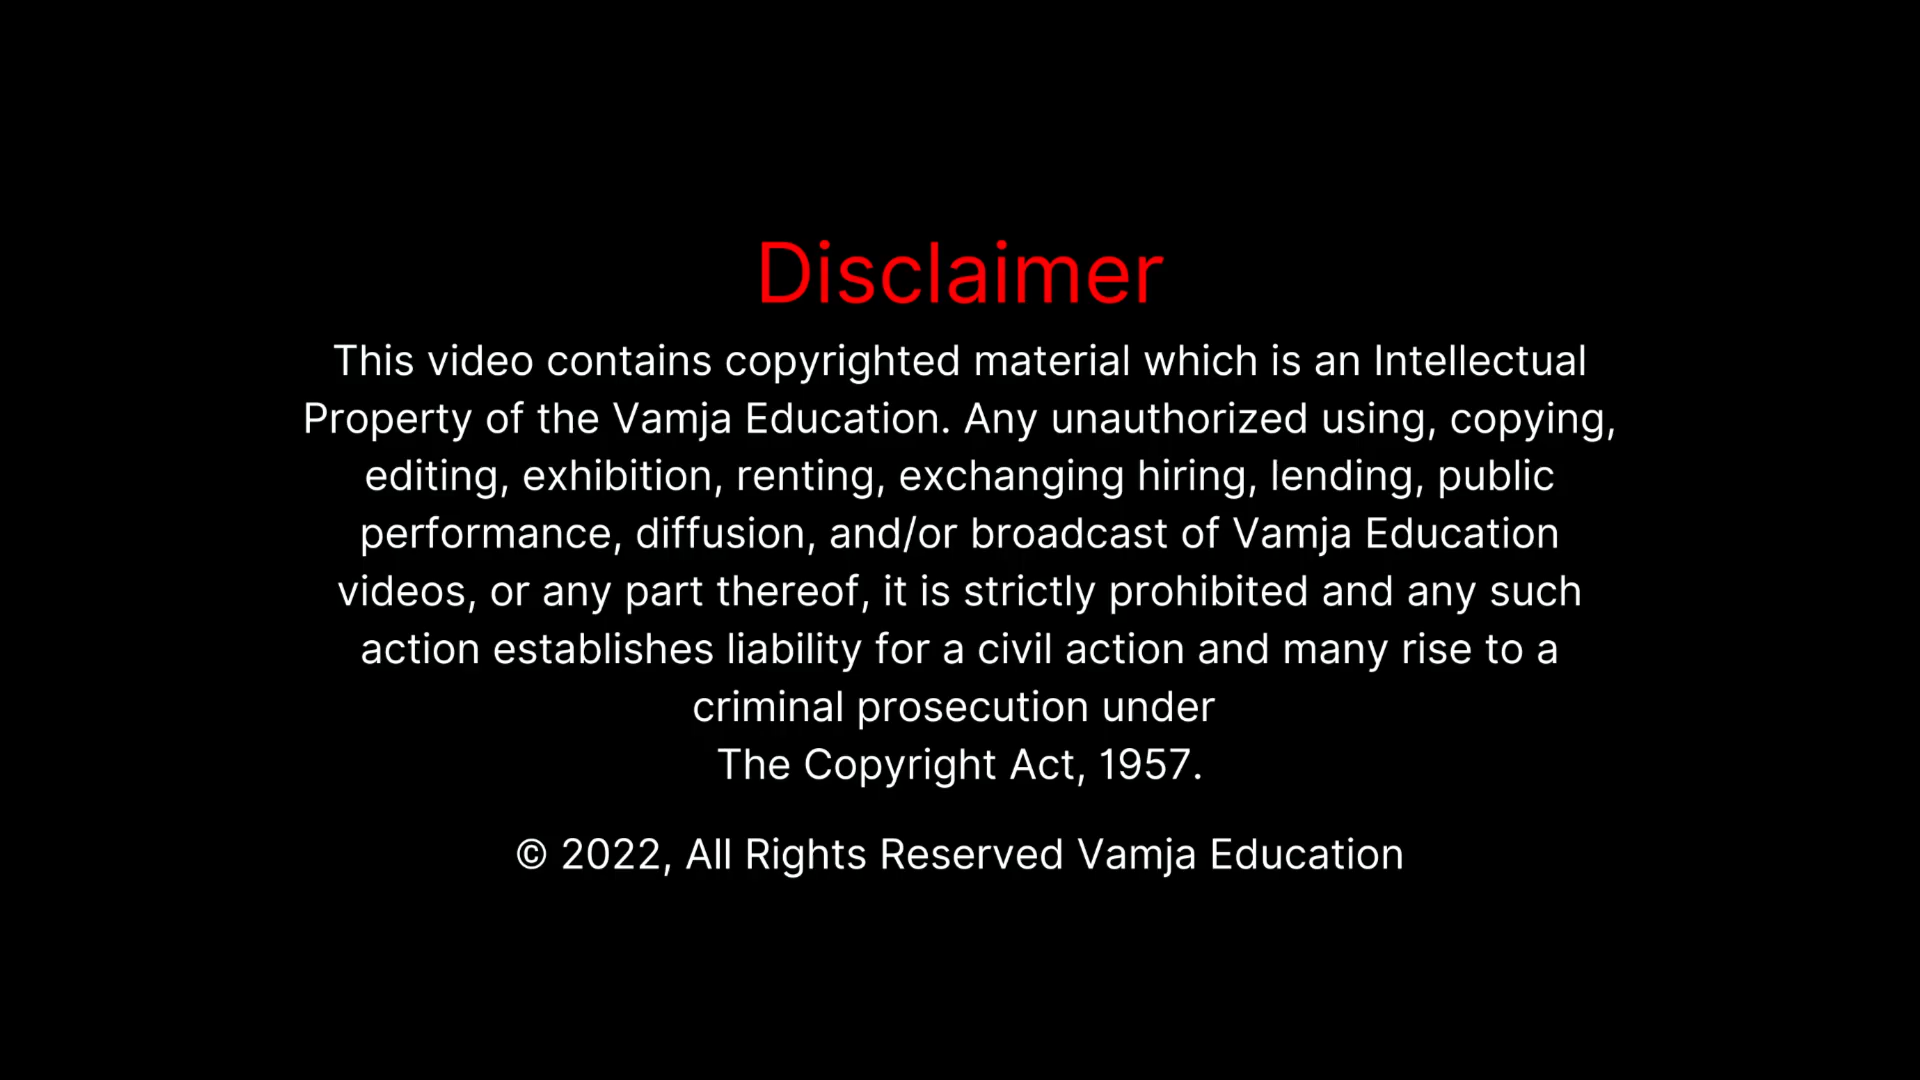 Disclaimer
This video contains copyrighted material which is an Intellectual
Property of the Vamja Education. Any unauthorized using, copying,
editing, exhibition, renting, exchanging hiring, lending, public
performance, diffusion, and/or broadcast of Vamja Education
videos, or any part thereof, it is strictly prohibited and any such
action establishes liability for a civil action and many rise to a
criminal prosecution under
The Copyright Act, 1957.
© 2022, All Rights Reserved Vamja Education